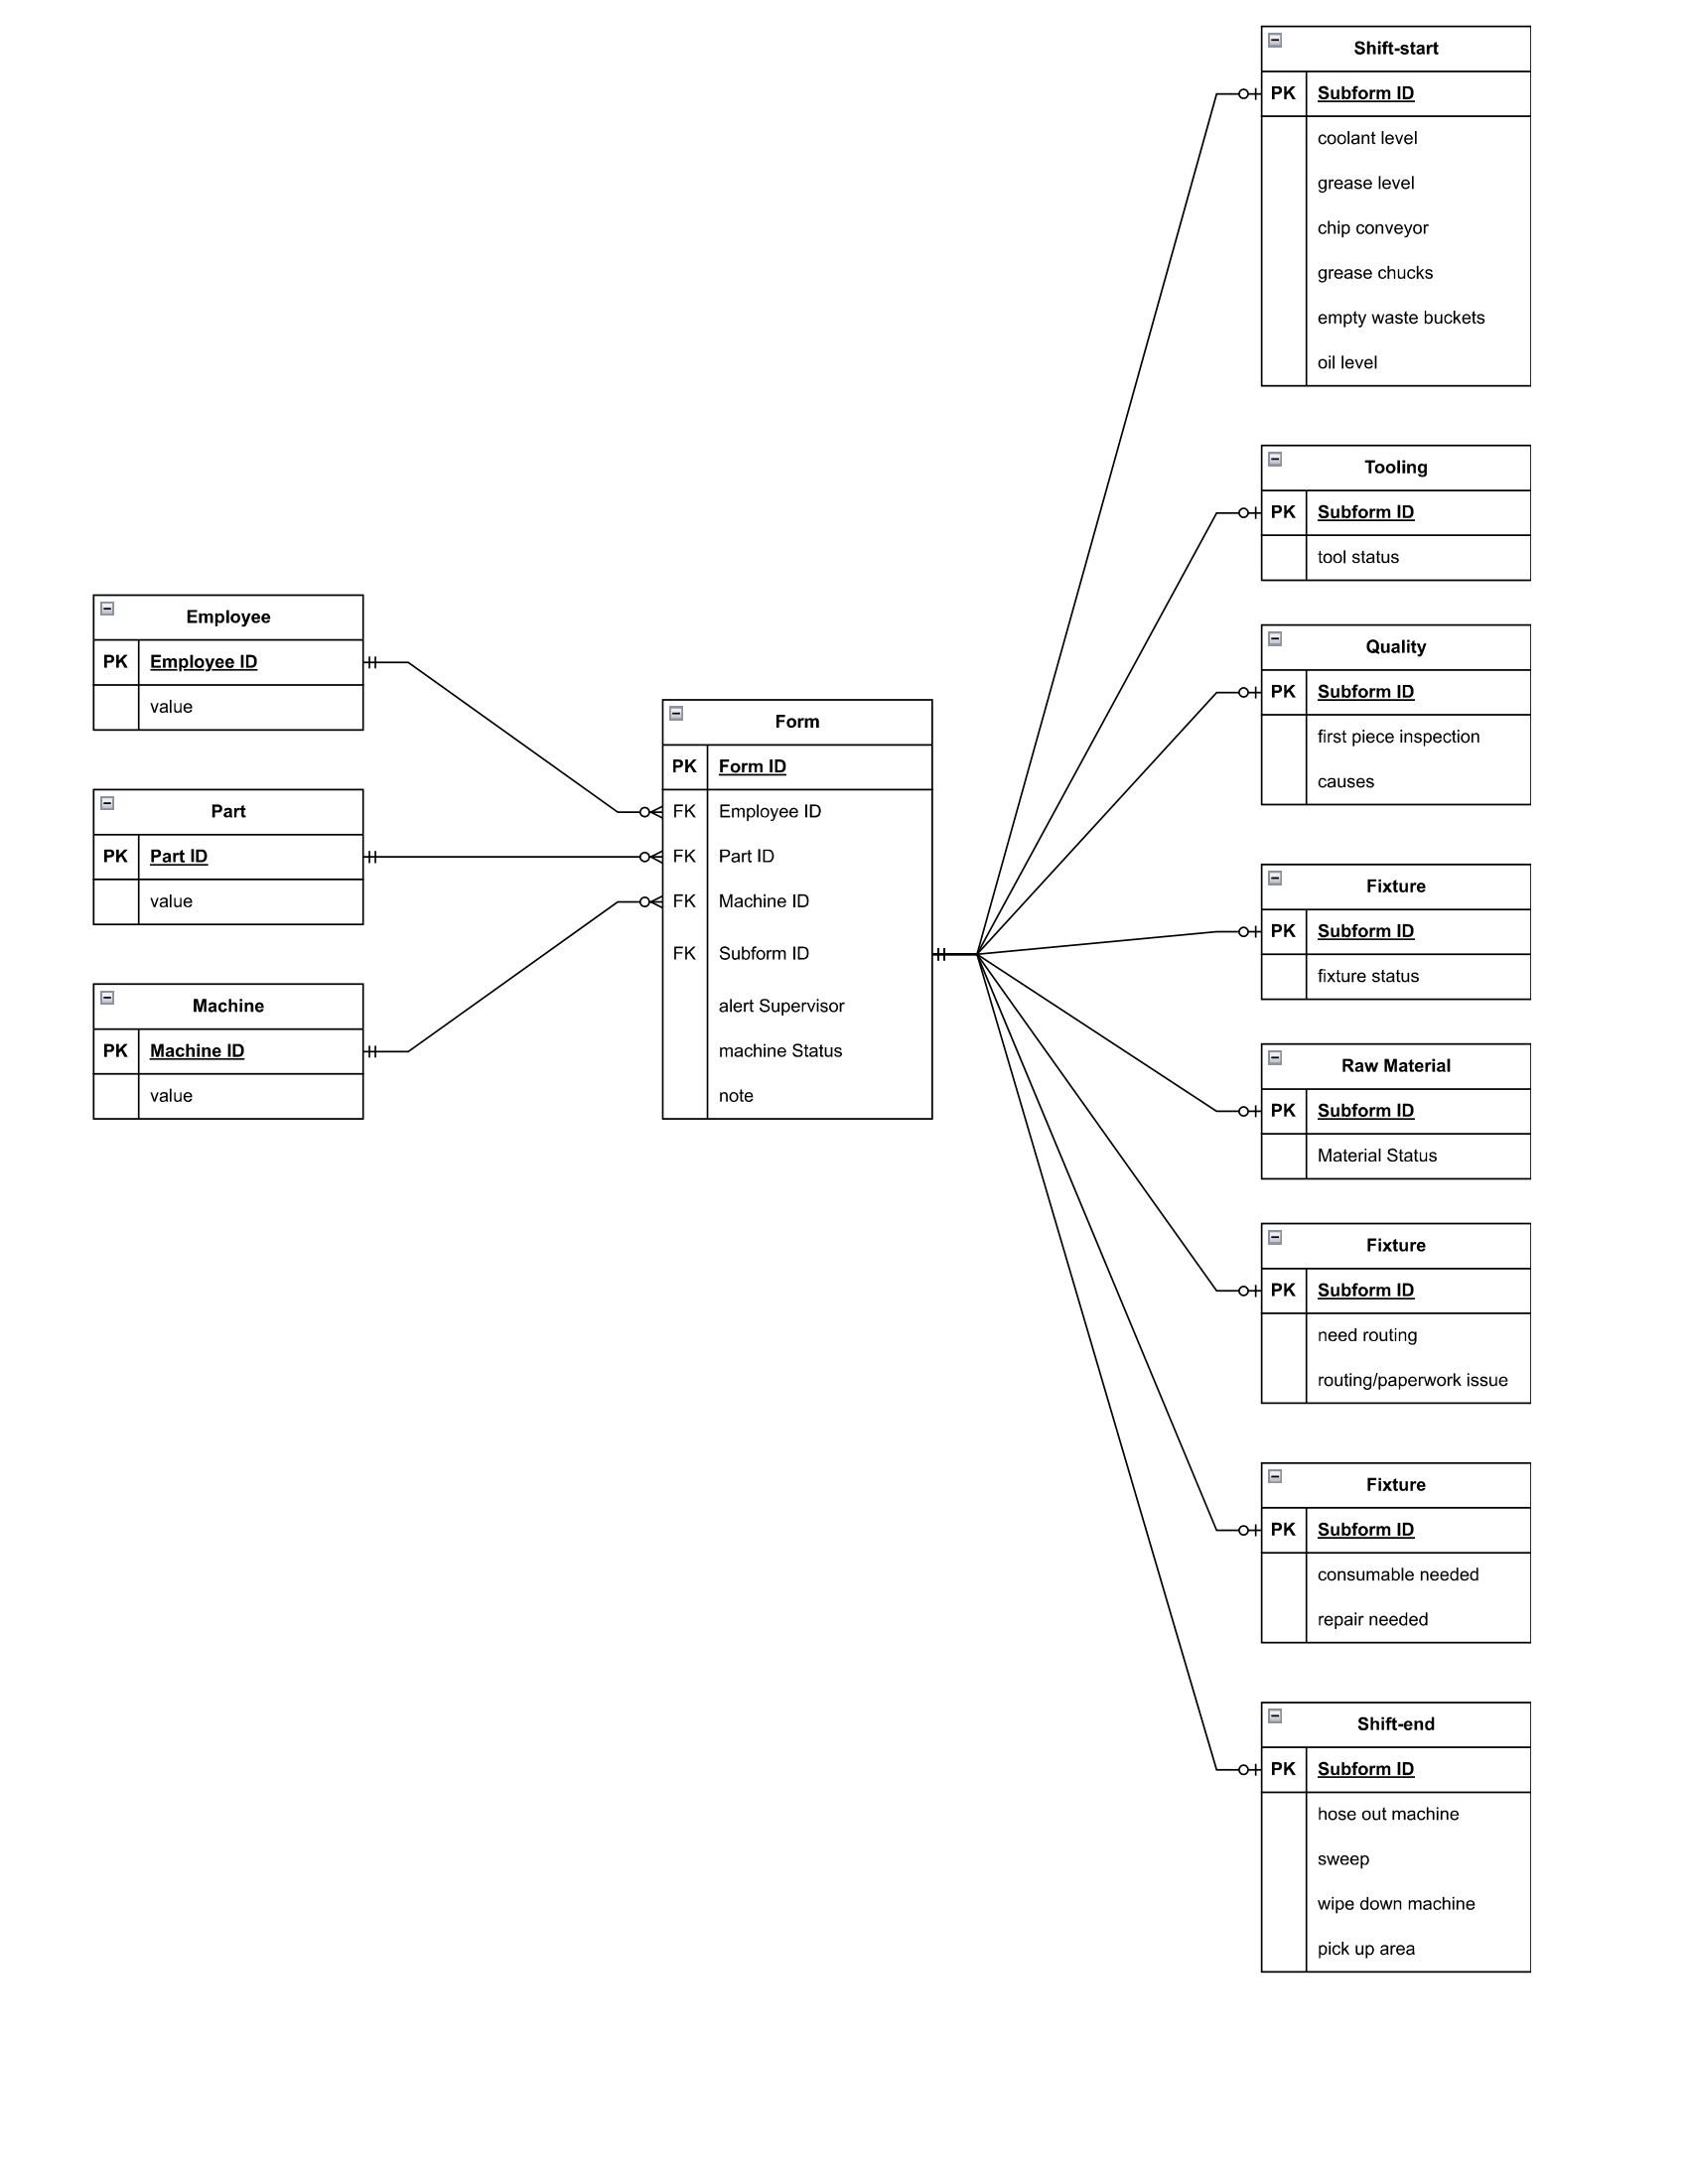 Shift-start
PK Subform ID
coolant level
grease level
chip conveyor
grease chucks
empty waste buckets
oil level
Tooling
PK Subform ID
tool status
Quality
PK Subform ID
first piece inspection
causes
Employee
PK Employee ID
value
Part
PK Part ID
value
Machine
PK Machine ID
value
Form
PK Form ID
FK Employee ID
FK Part ID
FK Machine ID
FK Subform ID
alert Supervisor
machine Status
note
Fixture
PK Subform ID
fixture status
Raw Material
PK Subform ID
Material Status
Fixture
PK Subform ID
need routing
routing/paperwork issue
Fixture
PK Subform ID
consumable needed
repair needed
Shift-end
PK Subform ID
hose out machine
sweep
wipe down machine
pick up area